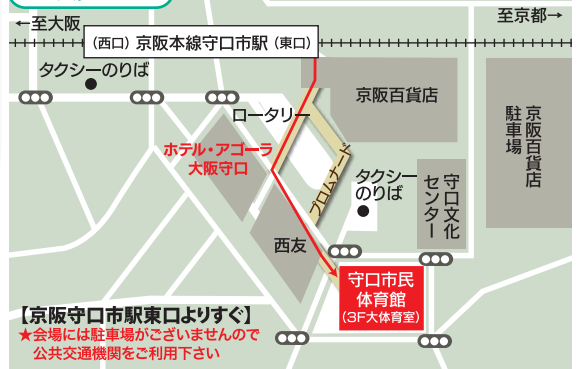 ←至大阪
至京都→
(西口) 京阪本線守口市駅 (東口)
タクシーのりば
京阪百貨店
京阪百貨店
駐車場
ロータリー
ホテル・アゴーラ
大阪守口
プロムナード
タクシー
のりば
守口文化
センター
西友
守口市民
体育館
(3F大体育室)
【京阪守口市駅東口よりすぐ】
★会場には駐車場がございませんので
公共交通機関をご利用下さい